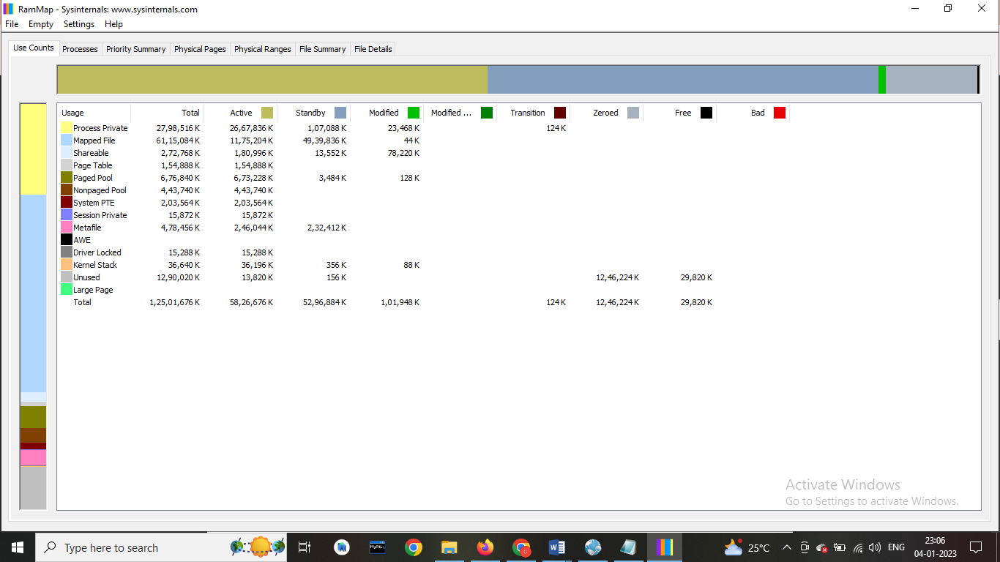 RamMap - Sysinternals: www.sysinternals.com
File Empty Settings Help
Use Counts Processes Priority Summary Physical Pages Physical Ranges File Summary File Details
Usage Total Active Standby Modified Modified ... Transition Zeroed Free Bad
Process Private 27,98,516 K 26,67,836 K 1,07,088 K 23,468 K 124 K
Mapped File 61,15,084 K 11,75,204 K 49,39,836 K 44 K
Shareable 2,72,768 K 1,80,996 K 13,552 K 78,220 K
Page Table 1,54,888 K 1,54,888 K
Paged Pool 6,76,840 K 6,73,228 K 3,484 K 128 K
Nonpaged Pool 4,43,740 K 4,43,740 K
System PTE 2,03,564 K 2,03,564 K
Session Private 15,872 K 15,872 K
Metafile 4,78,456 K 2,46,044 K 2,32,412 K
AWE
Driver Locked 15,288 K 15,288 K
Kernel Stack 36,640 K 36,196 K 356 K 88 K
Unused 12,90,020 K 13,820 K 156 K 12,46,224 K 29,820 K
Large Page
Total 1,25,01,676 K 58,26,676 K 52,96,884 K 1,01,948 K 124 K 12,46,224 K 29,820 K
Activate Windows
Go to Settings to activate Windows.
Type here to search
MySQL
25°C
ENG
23:06
04-01-2023